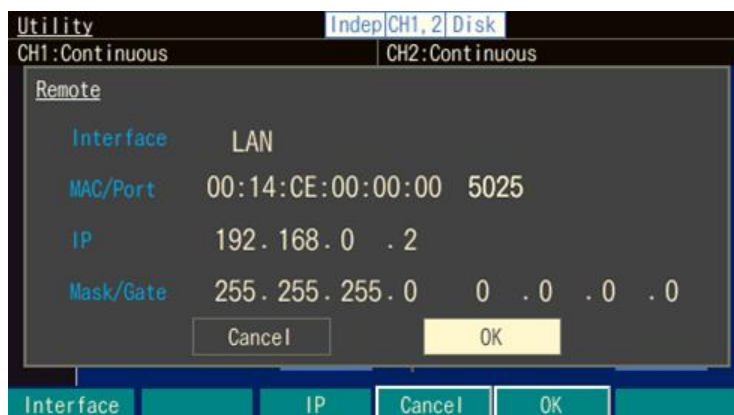 Utility Indep CH1,2 Disk
CH1:Continuous CH2:Continuous
Remote
Interface LAN
MAC/Port 00:14:CE:00:00:00 5025
IP 192.168.0 .2
Mask/Gate 255.255.255.0 0 .0 .0 .0
Cancel OK
Interface IP Cancel OK